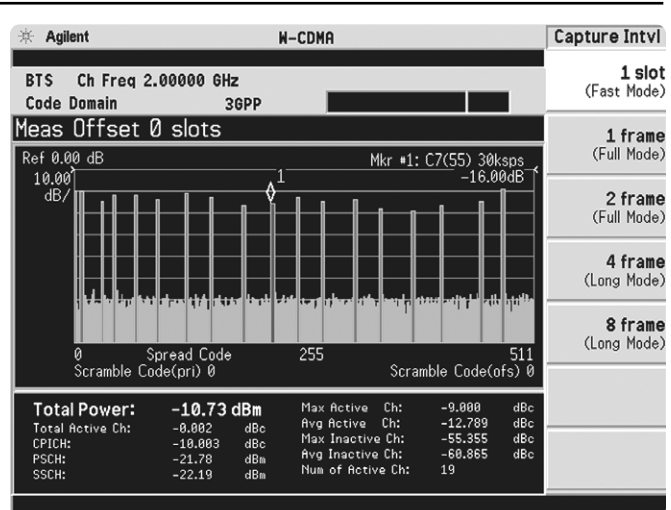 Agilent W-CDMA Capture Intvl
BTS Ch Freq 2.00000 GHz
Code Domain 3GPP
Meas Offset 0 slots
Ref 0.00 dB Mkr #1: C7(55) 30ksps
10.00 1 -16.00dB
dB/
0 Spread Code 255 511
Scramble Code(pri) 0 Scramble Code(ofs) 0
Total Power: -10.73 dBm
Total Active Ch: -0.002 dBc
CPICH: -10.003 dBc
PSCH: -21.78 dBm
SSCH: -22.19 dBm
Max Active Ch: -9.000 dBc
Avg Active Ch: -12.789 dBc
Max Inactive Ch: -55.355 dBc
Avg Inactive Ch: -60.865 dBc
Num of Active Ch: 19
1 slot
(Fast Mode)
1 frame
(Full Mode)
2 frame
(Full Mode)
4 frame
(Long Mode)
8 frame
(Long Mode)